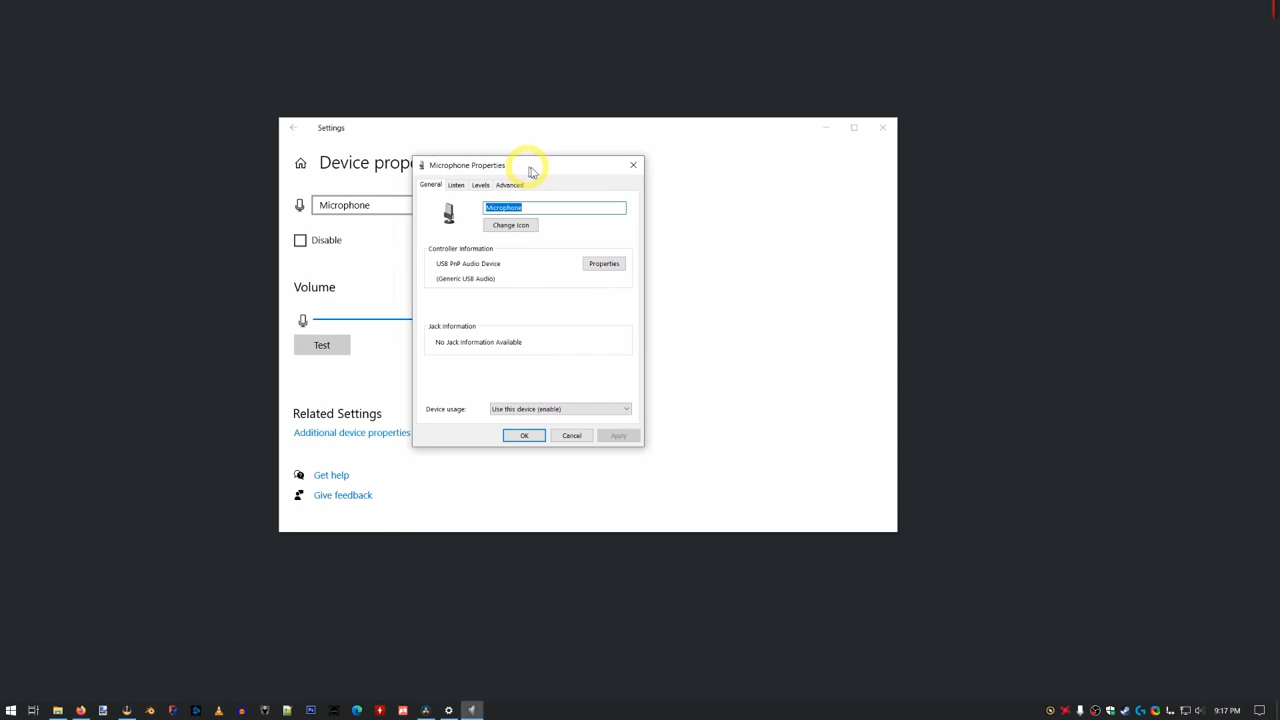 Settings
Device prope
Microphone
Disable
Volume
Test
Related Settings
Additional device properties
Get help
Give feedback
Microphone Properties
General Listen Levels Advanced
Microphone
Change Icon
Controller Information
USB PnP Audio Device
Properties
(Generic USB Audio)
Jack Information
No Jack Information Available
Device usage: Use this device (enable)
OK Cancel Apply
9:17 PM